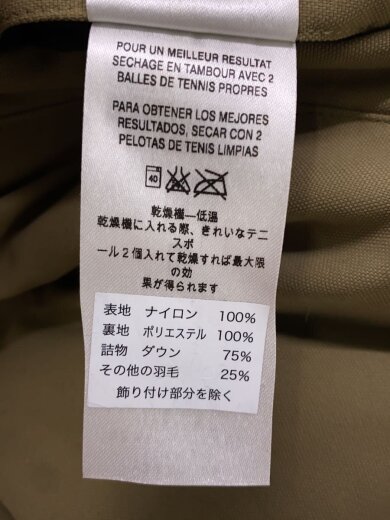 POUR UN MEILLEUR RESULTAT
SECHAGE EN TAMBOUR AVEC 2
BALLES DE TENNIS PROPRES
PARA OBTENER LOS MEJORES
RESULTADOS, SECAR CON 2
PELOTAS DE TENIS LIMPIAS
40
乾燥機—低温
乾燥機に入れる際、きれいなテニ
スポ
ール2個入れて乾燥すれば最大限
の効
果が得られます
表地 ナイロン 100%
裏地 ポリエステル 100%
詰物 ダウン 75%
その他の羽毛 25%
飾り付け部分を除く